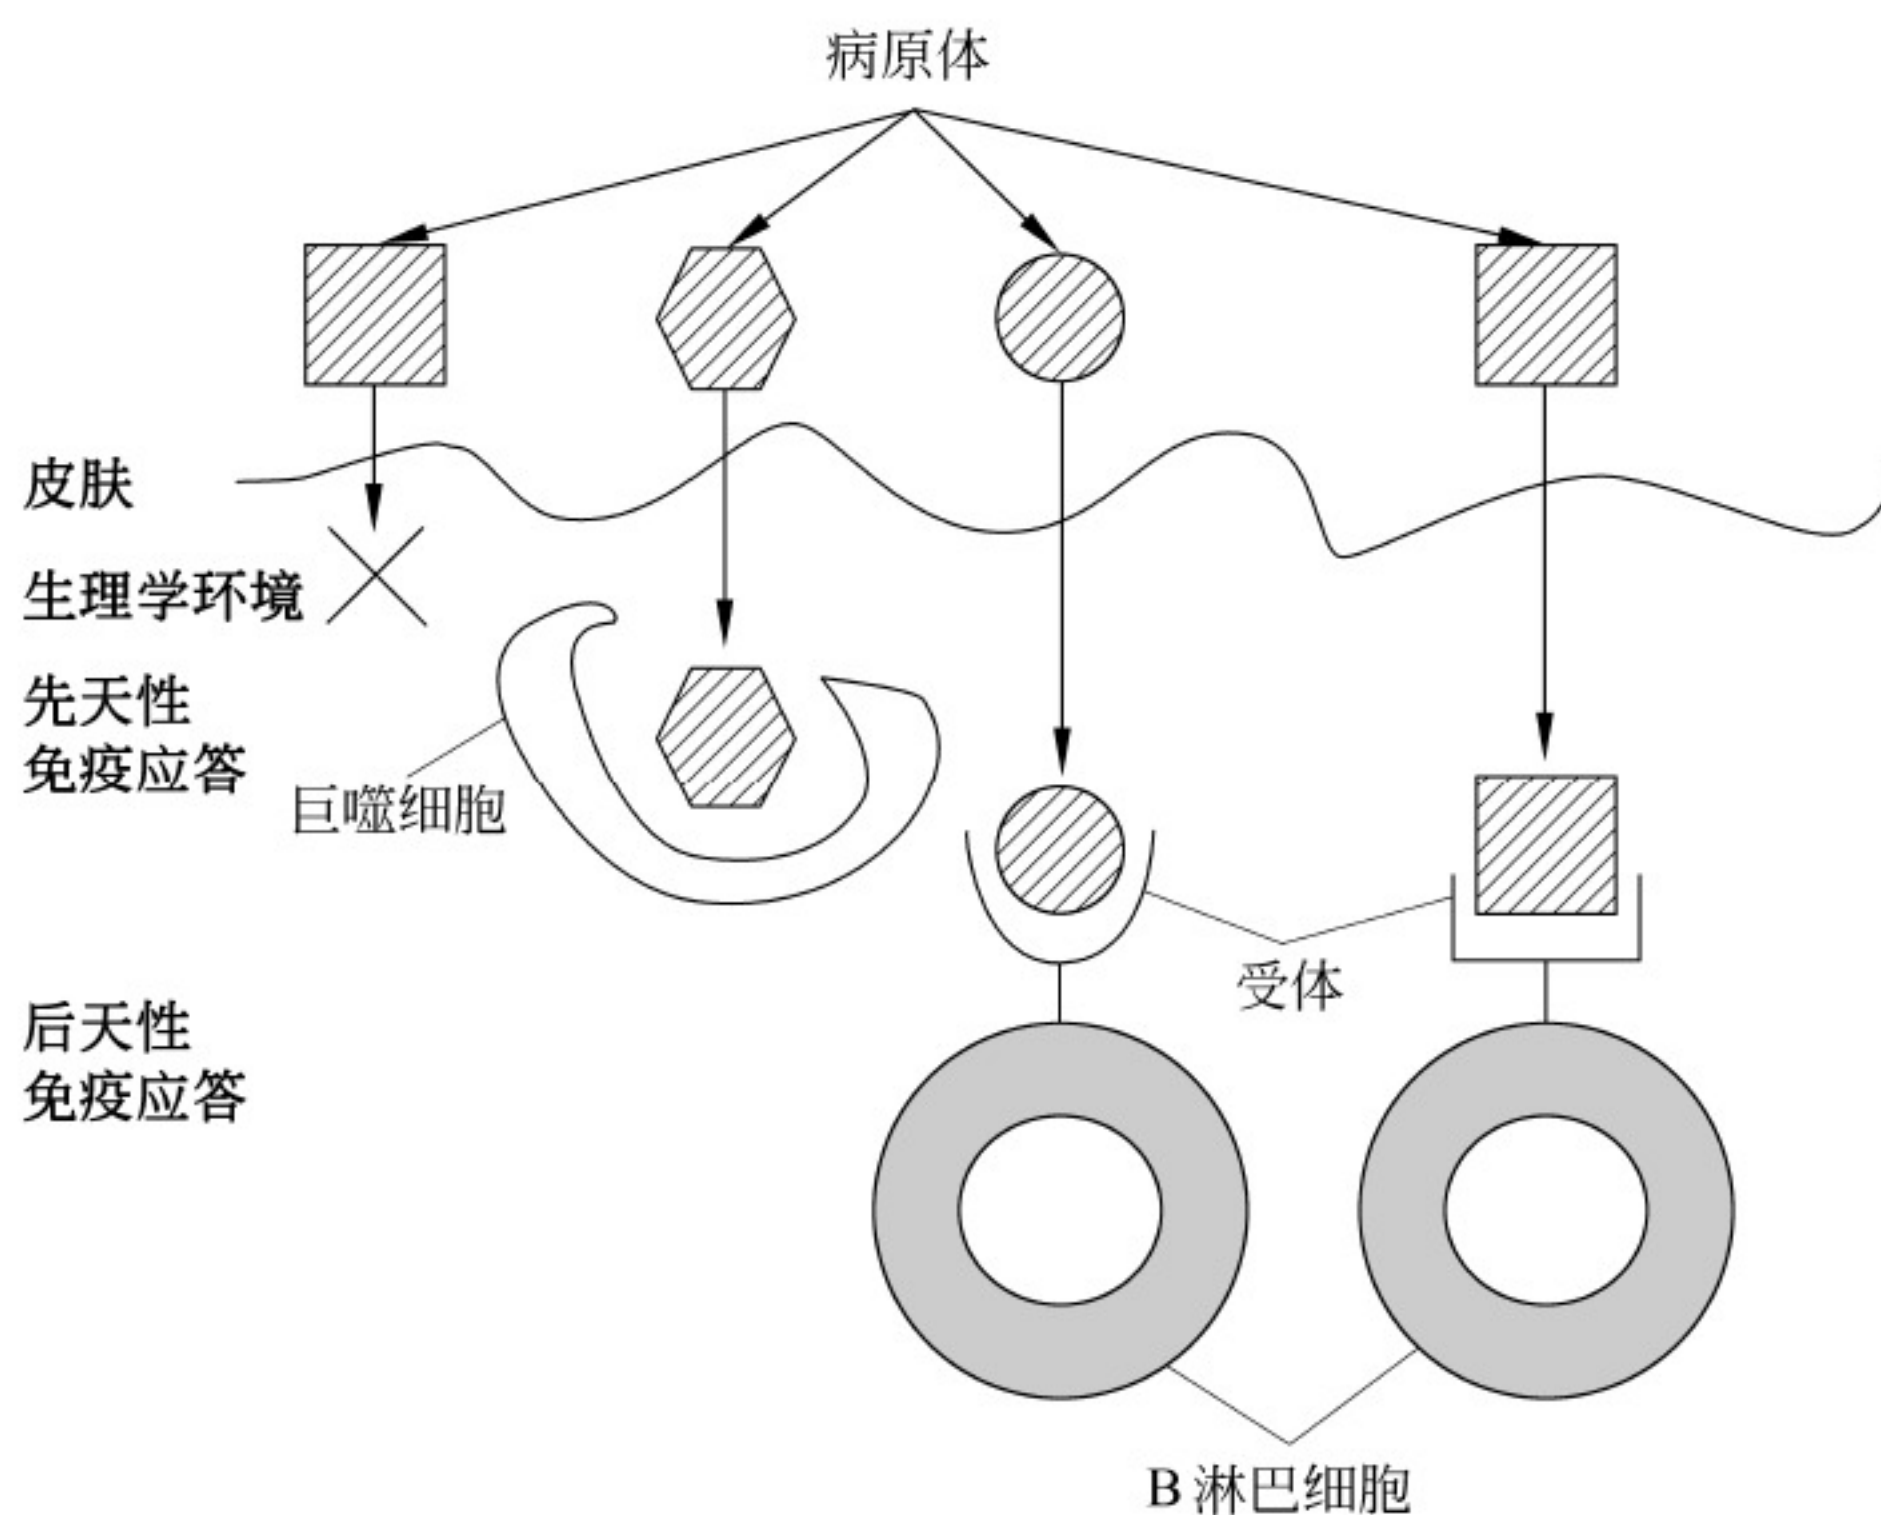 病原体
皮肤
生理学环境
先天性
免疫应答
巨噬细胞
受体
后天性
免疫应答
B淋巴细胞